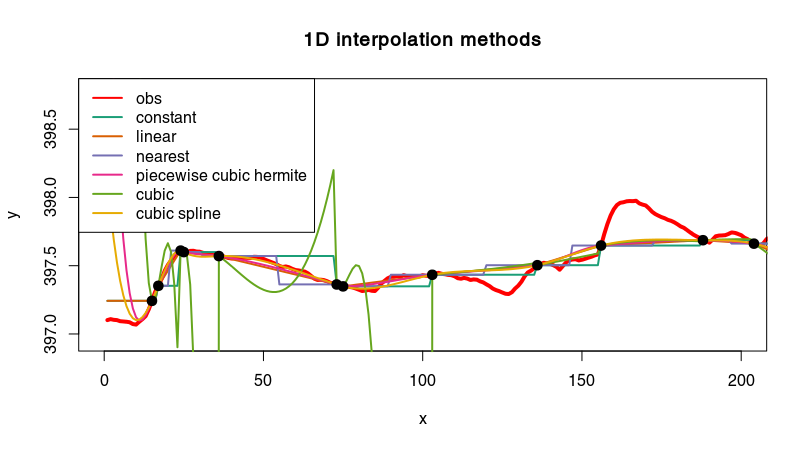 1D interpolation methods
obs
constant
linear
nearest
piecewise cubic hermite
cubic
cubic spline
398.5
398.0
397.5
397.0
y
0 50 100 150 200
x